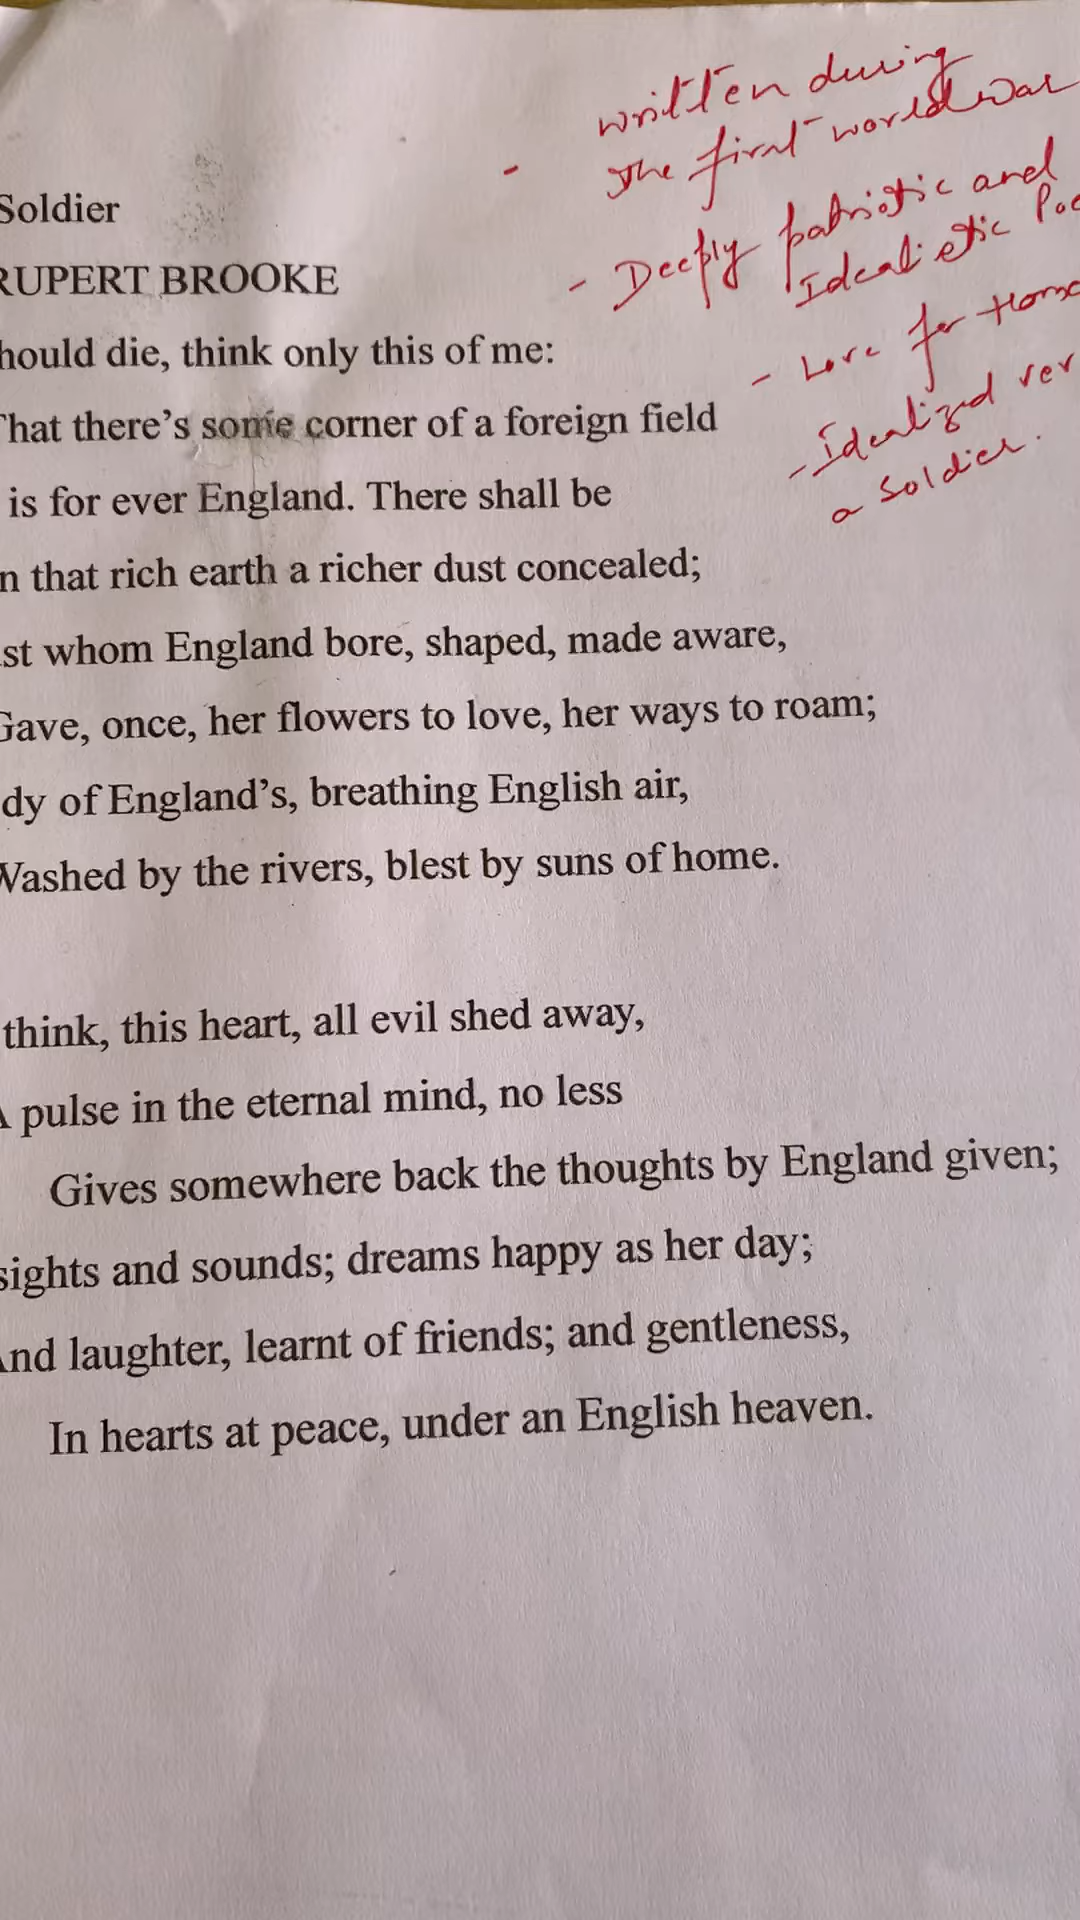 written during
- the first world war
Soldier
- Deeply patriotic and
Idealistic
RUPERT BROOKE
- Love for
should die, think only this of me:
- Idealized
a soldier.
That there's some corner of a foreign field
is for ever England. There shall be
n that rich earth a richer dust concealed;
st whom England bore, shaped, made aware,
Gave, once, her flowers to love, her ways to roam;
dy of England's, breathing English air,
Washed by the rivers, blest by suns of home.
think, this heart, all evil shed away,
A pulse in the eternal mind, no less
Gives somewhere back the thoughts by England given;
sights and sounds; dreams happy as her day;
And laughter, learnt of friends; and gentleness,
In hearts at peace, under an English heaven.